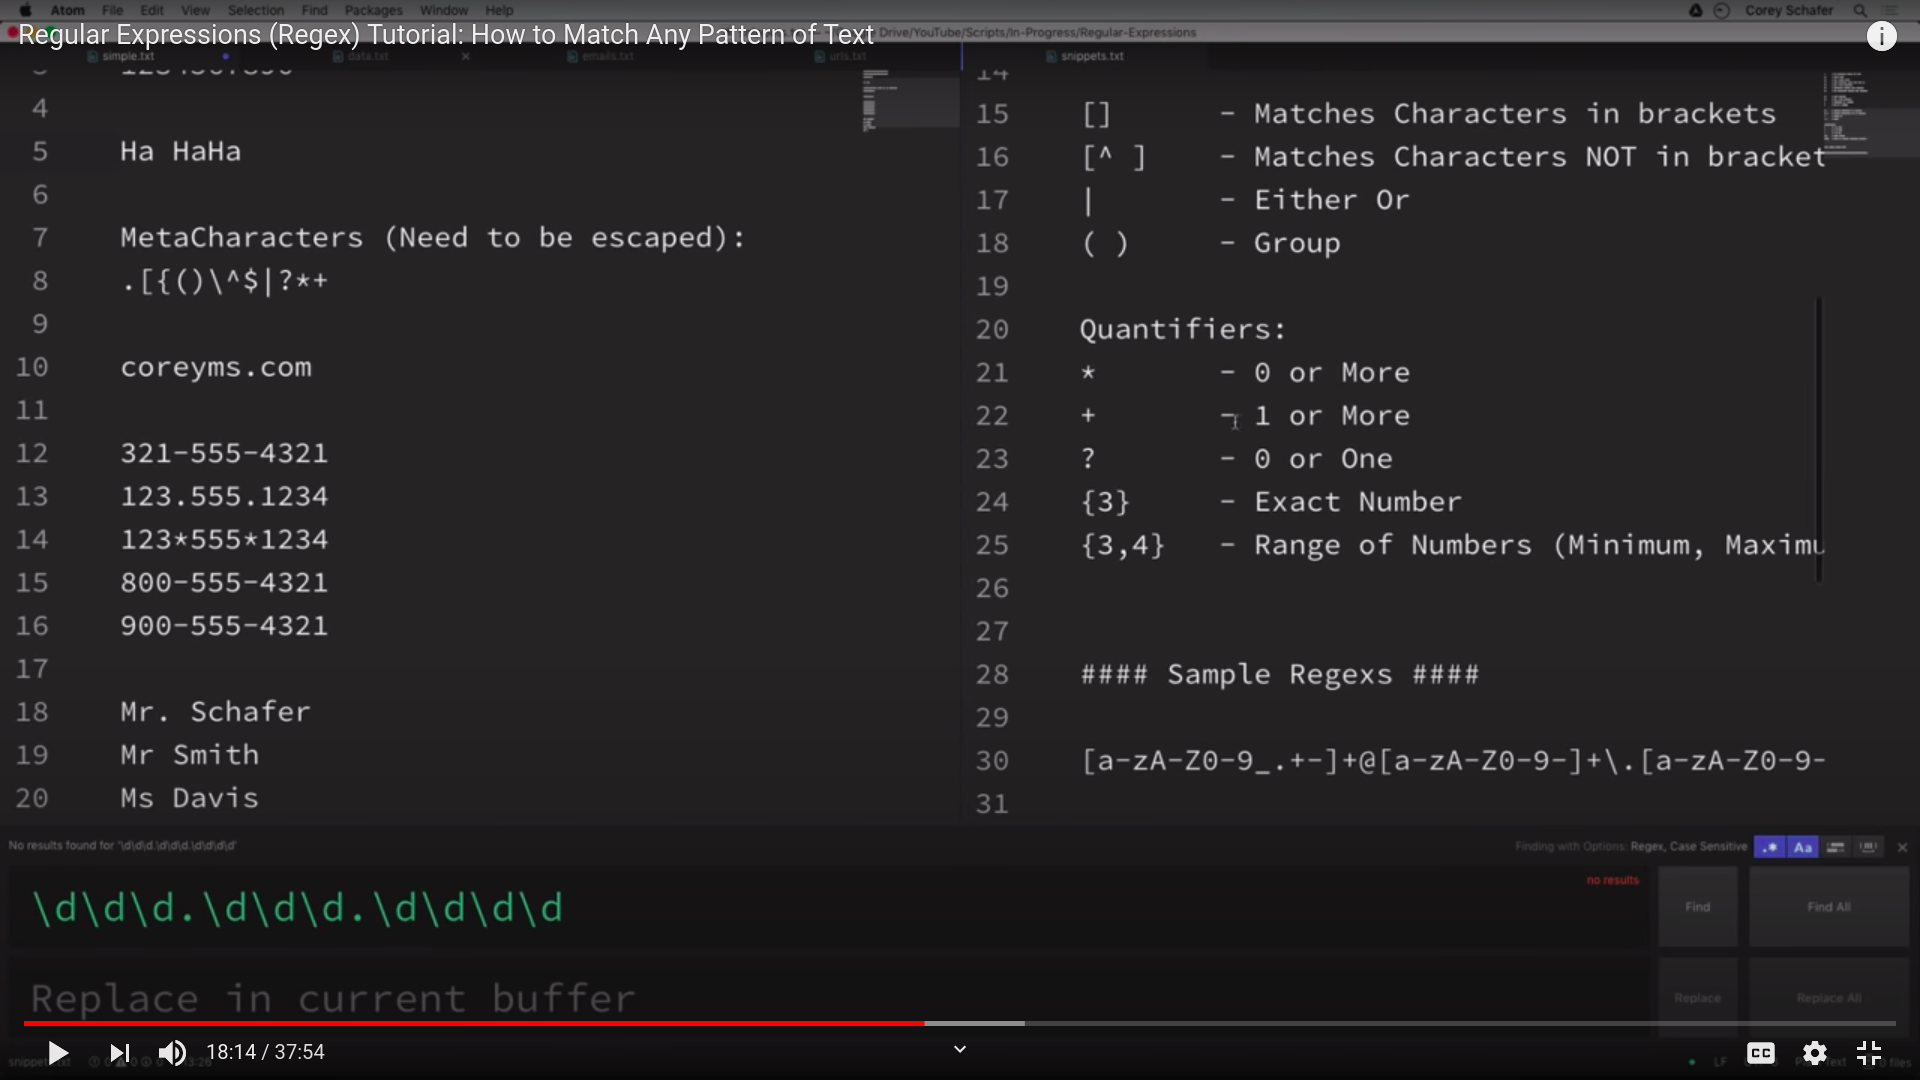 Atom File Edit View Selection Find Packages Window Help Corey Schafer
Regular Expressions (Regex) Tutorial: How to Match Any Pattern of Text
Drive/YouTube/Scripts/In-Progress/Regular-Expressions
simple.txt data.txt emails.txt urls.txt snippets.txt
3 1234567890
4
5 Ha HaHa
6
7 MetaCharacters (Need to be escaped):
8 .[{()\^$|?*+
9
10 coreyms.com
11
12 321-555-4321
13 123.555.1234
14 123*555*1234
15 800-555-4321
16 900-555-4321
17
18 Mr. Schafer
19 Mr Smith
20 Ms Davis
14
15 [] - Matches Characters in brackets
16 [^ ] - Matches Characters NOT in bracket
17 | - Either Or
18 ( ) - Group
19
20 Quantifiers:
21 * - 0 or More
22 + - 1 or More
23 ? - 0 or One
24 {3} - Exact Number
25 {3,4} - Range of Numbers (Minimum, Maximu
26
27
28 #### Sample Regexs ####
29
30 [a-zA-Z0-9_.+-]+@[a-zA-Z0-9-]+\.[a-zA-Z0-9-
31
No results found for '\d\d\d.\d\d\d.\d\d\d\d'
Finding with Options: Regex, Case Sensitive .* Aa
\d\d\d.\d\d\d.\d\d\d\d
no results
Find Find All
Replace in current buffer
Replace Replace All
18:14 / 37:54
CC
LF